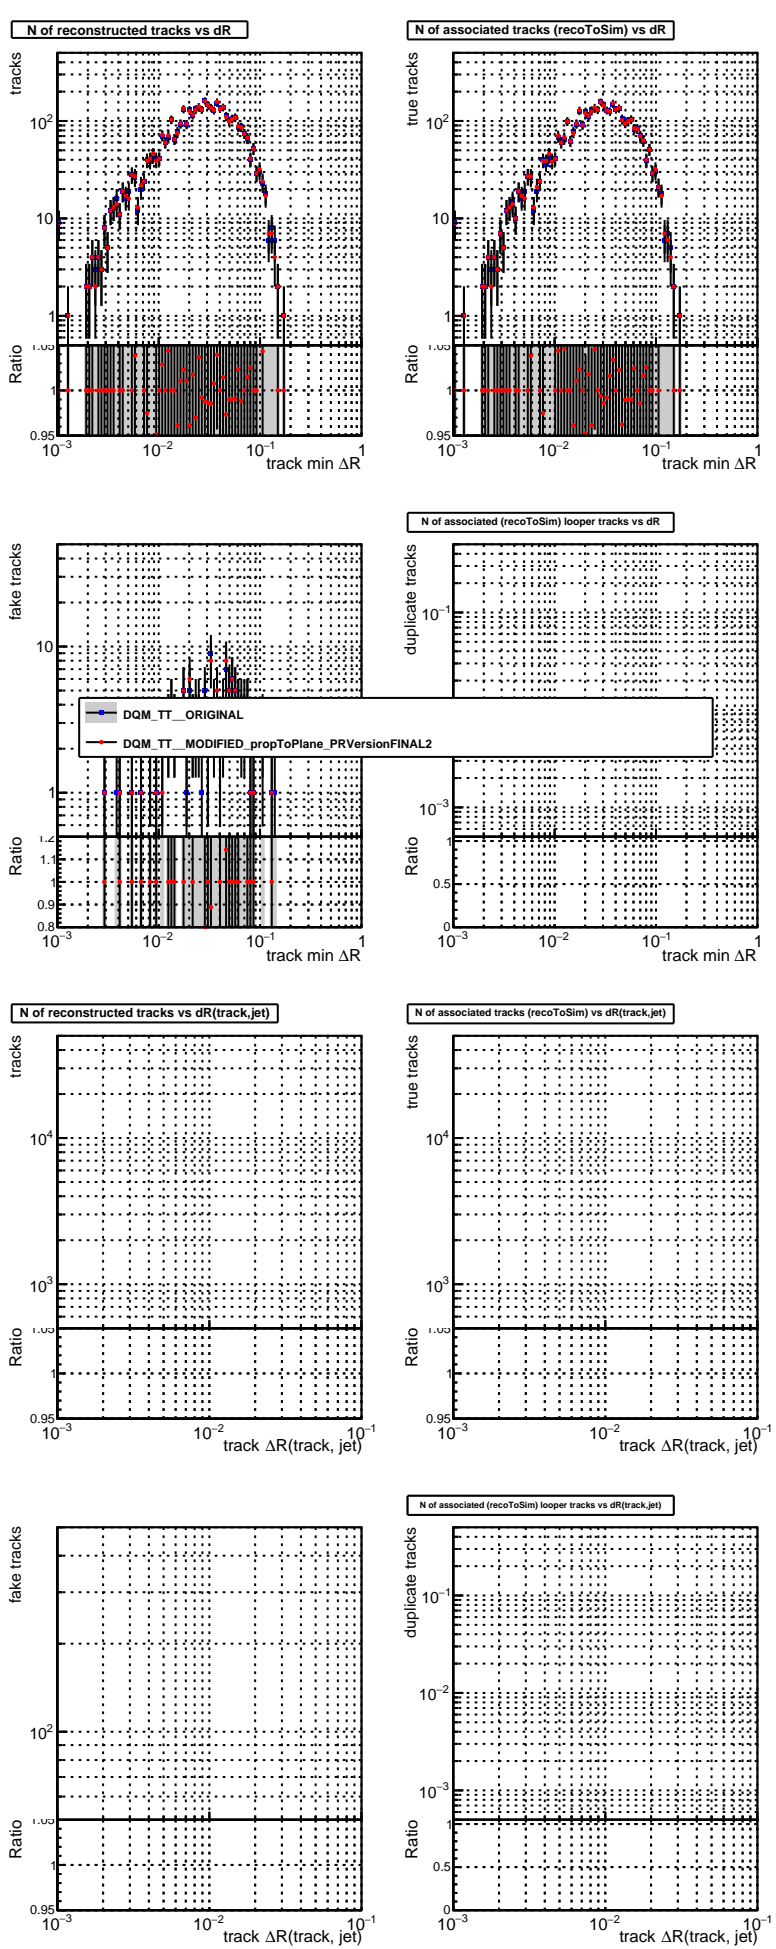 N of reconstructed tracks vs dR
tracks
10²
10
1
Ratio
1.05
1
0.95
10⁻³ 10⁻² 10⁻¹ 1
track min ΔR
N of associated tracks (recoToSim) vs dR
true tracks
10²
10
1
Ratio
1.05
1
0.95
10⁻³ 10⁻² 10⁻¹ 1
track min ΔR
fake tracks
10
1
Ratio
1.2
1.1
1
0.9
0.8
10⁻³ 10⁻² 10⁻¹ 1
track min ΔR
N of associated (recoToSim) looper tracks vs dR
duplicate tracks
10⁻¹
10⁻³
Ratio
1
0.5
0
10⁻³ 10⁻² 10⁻¹ 1
track min ΔR
DQM_TT__ORIGINAL
DQM_TT__MODIFIED_propToPlane_PRVersionFINAL2
N of reconstructed tracks vs dR(track,jet)
tracks
10⁴
10³
Ratio
1.05
1
0.95
10⁻³ 10⁻² 10⁻¹
track ΔR(track, jet)
N of associated tracks (recoToSim) vs dR(track,jet)
true tracks
10⁴
10³
Ratio
1.05
1
0.95
10⁻³ 10⁻² 10⁻¹
track ΔR(track, jet)
fake tracks
10²
Ratio
1.05
1
0.95
10⁻³ 10⁻² 10⁻¹
track ΔR(track, jet)
N of associated (recoToSim) looper tracks vs dR(track,jet)
duplicate tracks
10⁻¹
10⁻²
10⁻³
Ratio
1
0.5
0
10⁻³ 10⁻² 10⁻¹
track ΔR(track, jet)